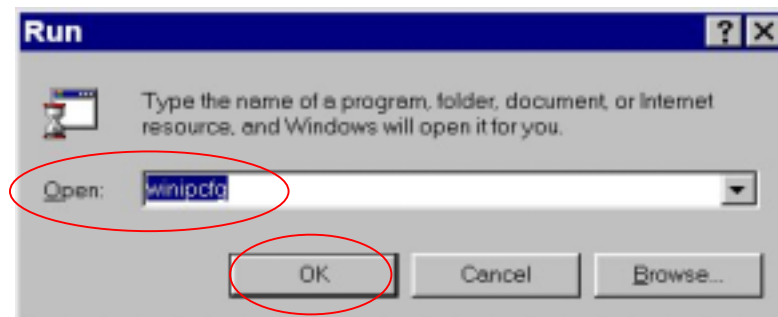 Run
Type the name of a program, folder, document, or Internet
resource, and Windows will open it for you.
Open: winipcfg
OK Cancel Browse...